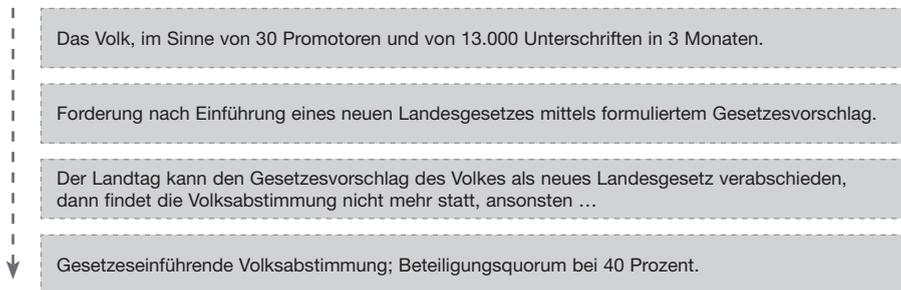 Das Volk, im Sinne von 30 Promotoren und von 13.000 Unterschriften in 3 Monaten.
Forderung nach Einführung eines neuen Landesgesetzes mittels formuliertem Gesetzesvorschlag.
Der Landtag kann den Gesetzesvorschlag des Volkes als neues Landesgesetz verabschieden,
dann findet die Volksabstimmung nicht mehr statt, ansonsten …
Gesetzeseinführende Volksabstimmung; Beteiligungsquorum bei 40 Prozent.